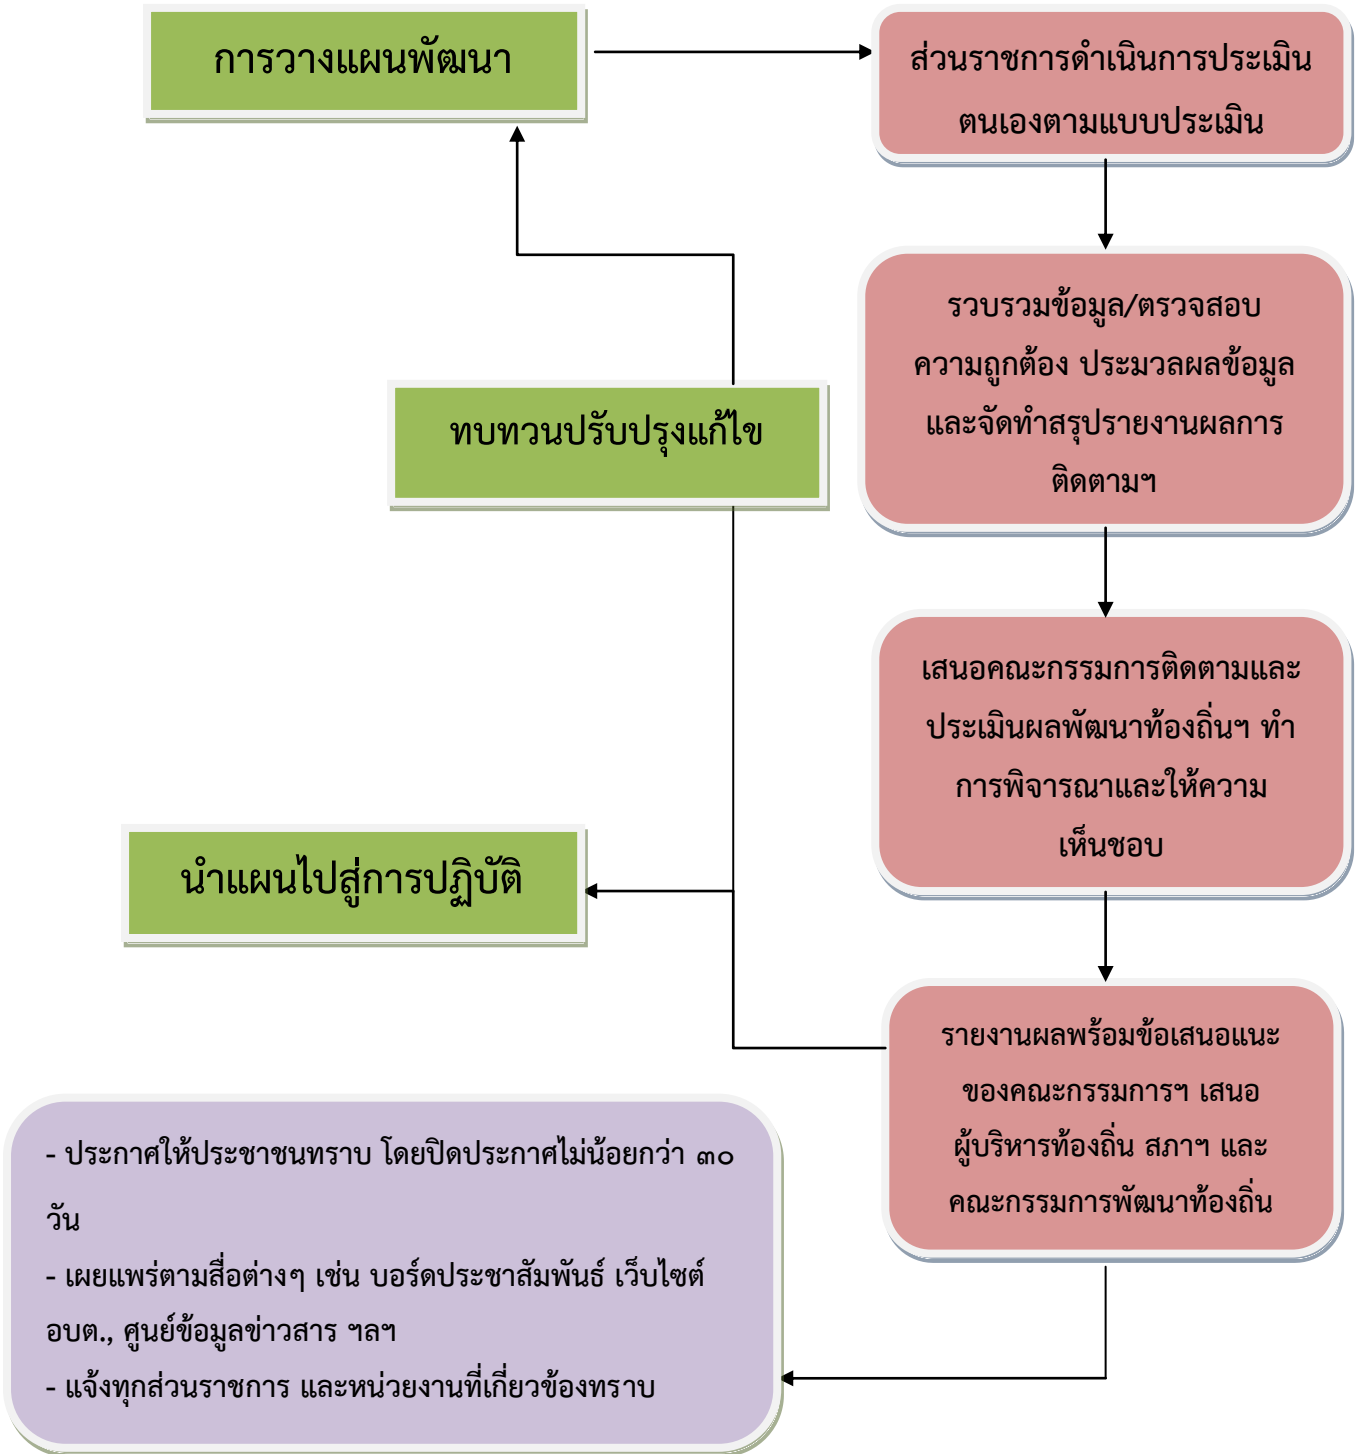 การวางแผนพัฒนา
ส่วนราชการดำเนินการประเมิน
ตนเองตามแบบประเมิน
รวบรวมข้อมูล/ตรวจสอบ
ความถูกต้อง ประมวลผลข้อมูล
และจัดทำสรุปรายงานผลการ
ติดตามฯ
ทบทวนปรับปรุงแก้ไข
เสนอคณะกรรมการติดตามและ
ประเมินผลพัฒนาท้องถิ่นฯ ทำ
การพิจารณาและให้ความ
เห็นชอบ
นำแผนไปสู่การปฏิบัติ
รายงานผลพร้อมข้อเสนอแนะ
ของคณะกรรมการฯ เสนอ
ผู้บริหารท้องถิ่น สภาฯ และ
คณะกรรมการพัฒนาท้องถิ่น
- ประกาศให้ประชาชนทราบ โดยปิดประกาศไม่น้อยกว่า ๓๐
วัน
- เผยแพร่ตามสื่อต่างๆ เช่น บอร์ดประชาสัมพันธ์ เว็บไซต์
อบต., ศูนย์ข้อมูลข่าวสาร ฯลฯ
- แจ้งทุกส่วนราชการ และหน่วยงานที่เกี่ยวข้องทราบ